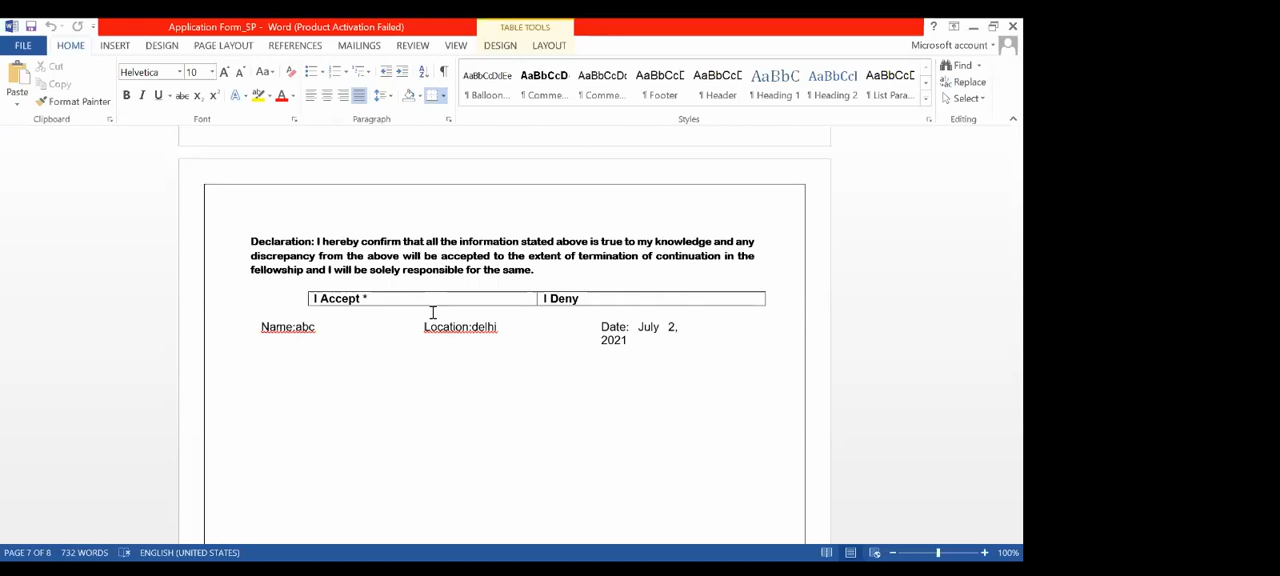 Application Form_SP - Word (Product Activation Failed)
TABLE TOOLS
FILE HOME INSERT DESIGN PAGE LAYOUT REFERENCES MAILINGS REVIEW VIEW DESIGN LAYOUT Microsoft account
Paste Cut Copy Format Painter
Helvetica 10
AaBbCcDdEe AaBbCcD AaBbCcDc AaBbCcD AaBbCcD AaBbC AaBbCcI AaBbCcD
¶ Balloon... ¶ Comme... ¶ Comme... ¶ Footer ¶ Header ¶ Heading 1 ¶ Heading 2 ¶ List Para...
Find
Replace
Select
Clipboard Font Paragraph Styles Editing
Declaration: I hereby confirm that all the information stated above is true to my knowledge and any
discrepancy from the above will be accepted to the extent of termination of continuation in the
fellowship and I will be solely responsible for the same.
I Accept * I Deny
Name:abc Location:delhi Date: July 2,
2021
PAGE 7 OF 8 732 WORDS ENGLISH (UNITED STATES) 100%